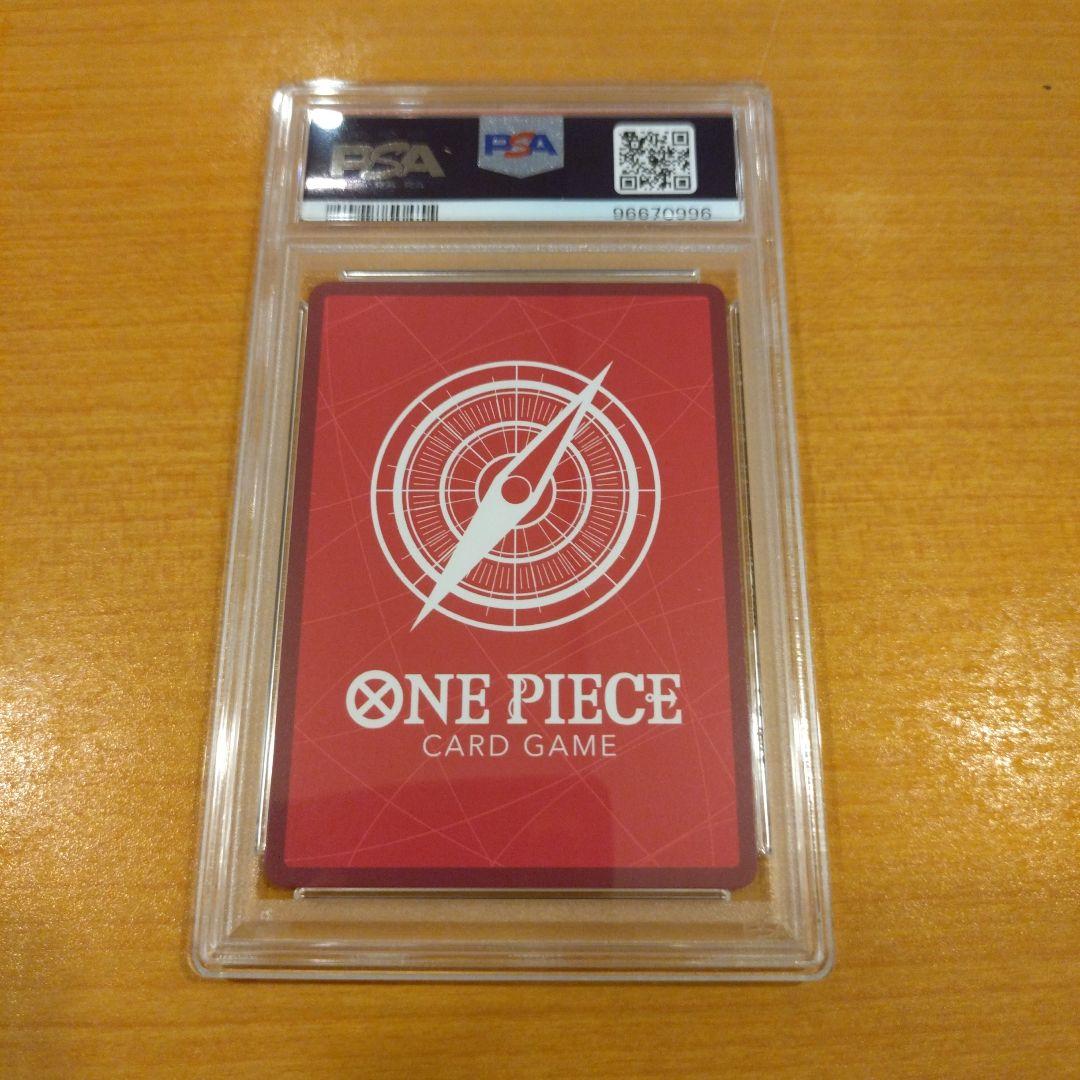 PSA
PSA
96670996
ONE PIECE
CARD GAME